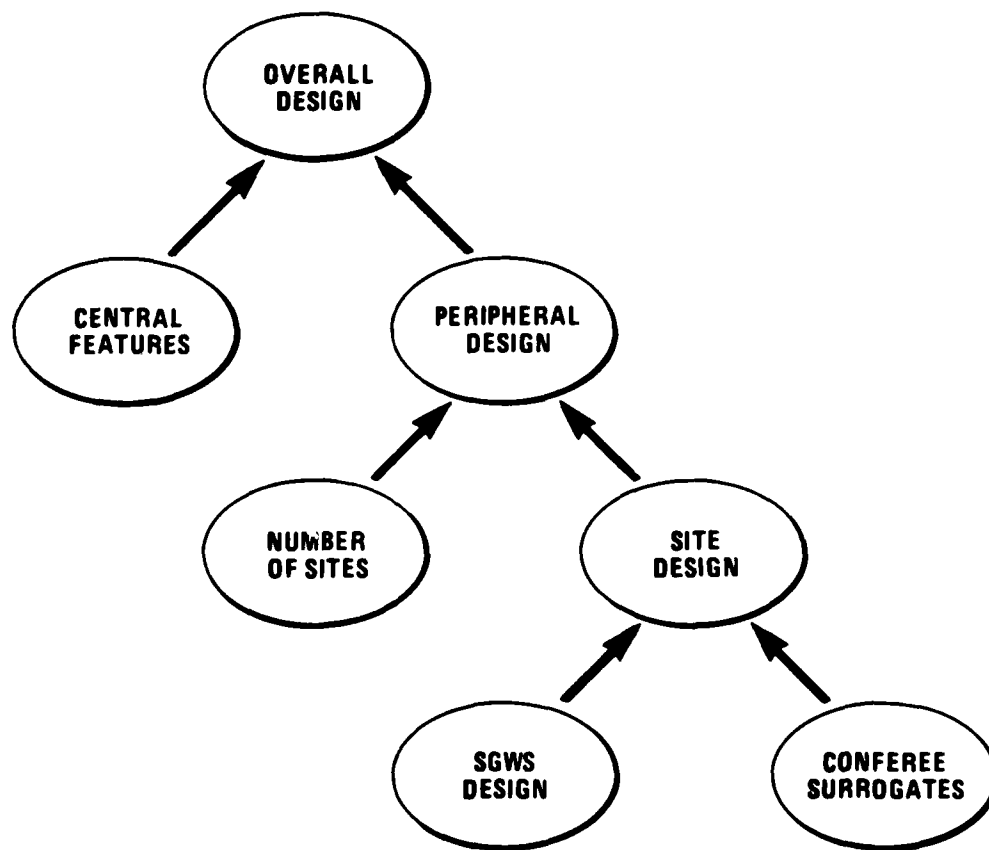 OVERALL
DESIGN
CENTRAL
FEATURES
PERIPHERAL
DESIGN
NUMBER
OF SITES
SITE
DESIGN
SGWS
DESIGN
CONFEREE
SURROGATES